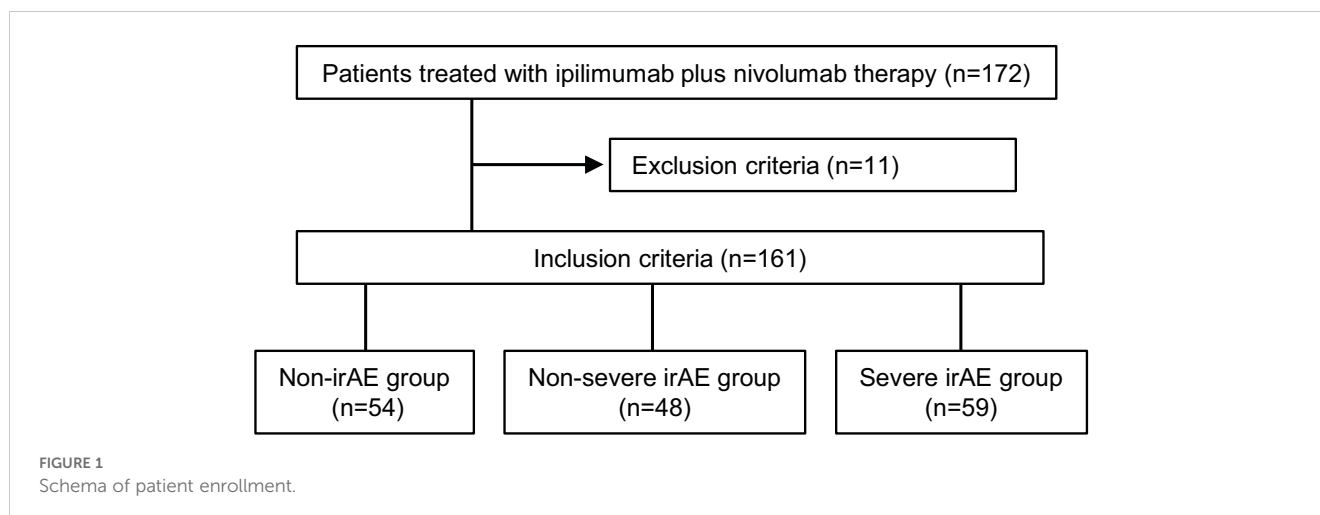 Patients treated with ipilimumab plus nivolumab therapy (n=172)
Exclusion criteria (n=11)
Inclusion criteria (n=161)
Non-irAE group
(n=54)
Non-severe irAE group
(n=48)
Severe irAE group
(n=59)
FIGURE 1
Schema of patient enrollment.